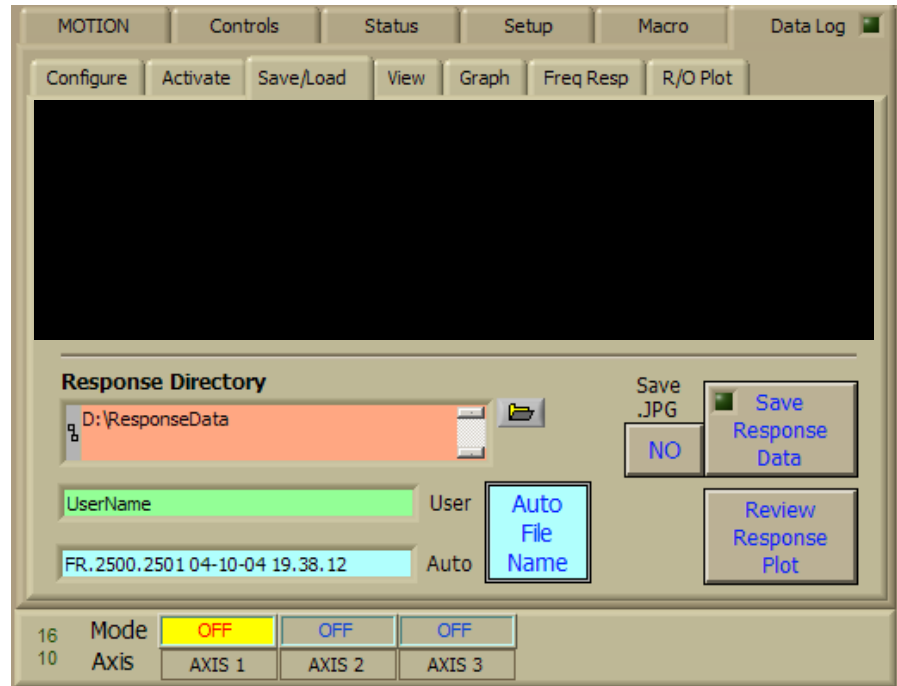 MOTION Controls Status Setup Macro Data Log
Configure Activate Save/Load View Graph Freq Resp R/O Plot
Response Directory
D:\ResponseData
Save
.JPG
NO
Save
Response
Data
UserName
User
FR.2500.2501 04-10-04 19.38.12
Auto
Auto
File
Name
Review
Response
Plot
16 Mode OFF OFF OFF
10 Axis AXIS 1 AXIS 2 AXIS 3